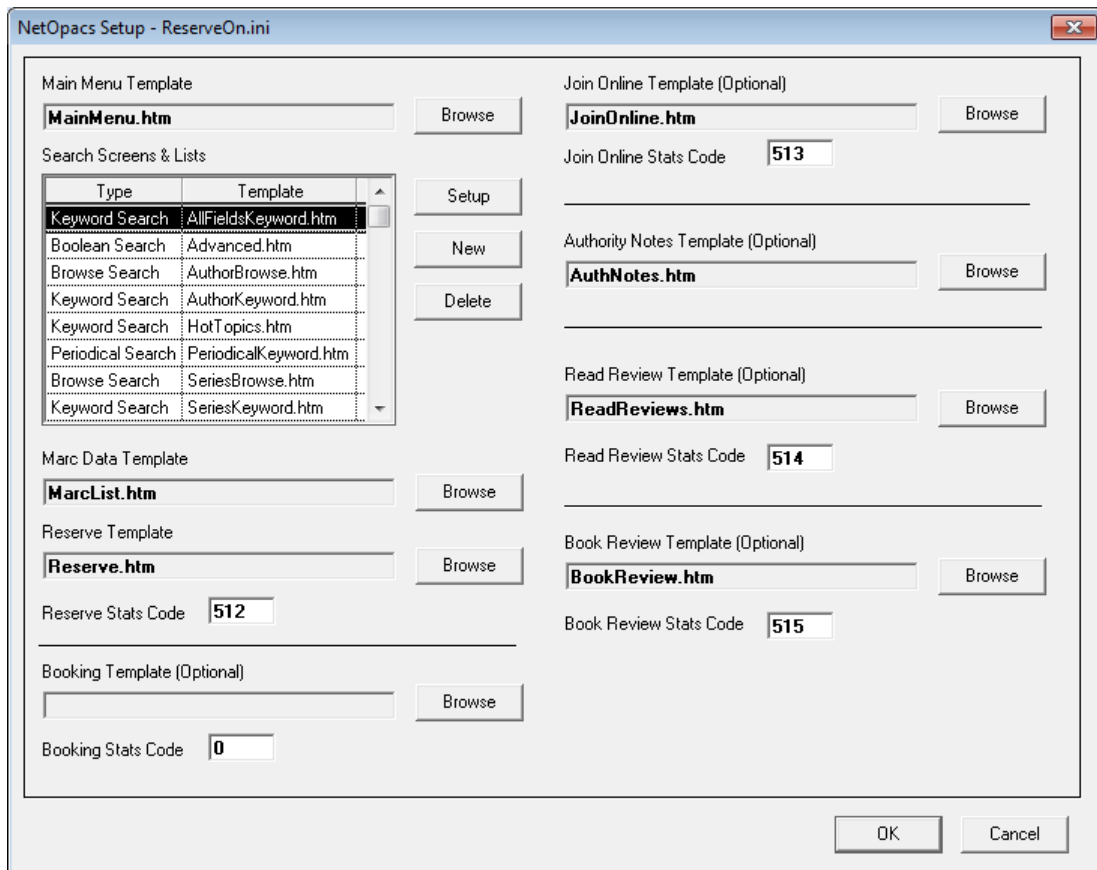 NetOpacs Setup - ReserveOn.ini
Main Menu Template
MainMenu.htm
Browse
Search Screens & Lists
Type Template
Keyword Search AllFieldsKeyword.htm
Boolean Search Advanced.htm
Browse Search AuthorBrowse.htm
Keyword Search AuthorKeyword.htm
Keyword Search HotTopics.htm
Periodical Search PeriodicalKeyword.htm
Browse Search SeriesBrowse.htm
Keyword Search SeriesKeyword.htm
Setup
New
Delete
Marc Data Template
MarcList.htm
Browse
Reserve Template
Reserve.htm
Browse
Reserve Stats Code 512
Booking Template (Optional)
Browse
Booking Stats Code 0
Join Online Template (Optional)
JoinOnline.htm
Browse
Join Online Stats Code 513
Authority Notes Template (Optional)
AuthNotes.htm
Browse
Read Review Template (Optional)
ReadReviews.htm
Browse
Read Review Stats Code 514
Book Review Template (Optional)
BookReview.htm
Browse
Book Review Stats Code 515
OK
Cancel